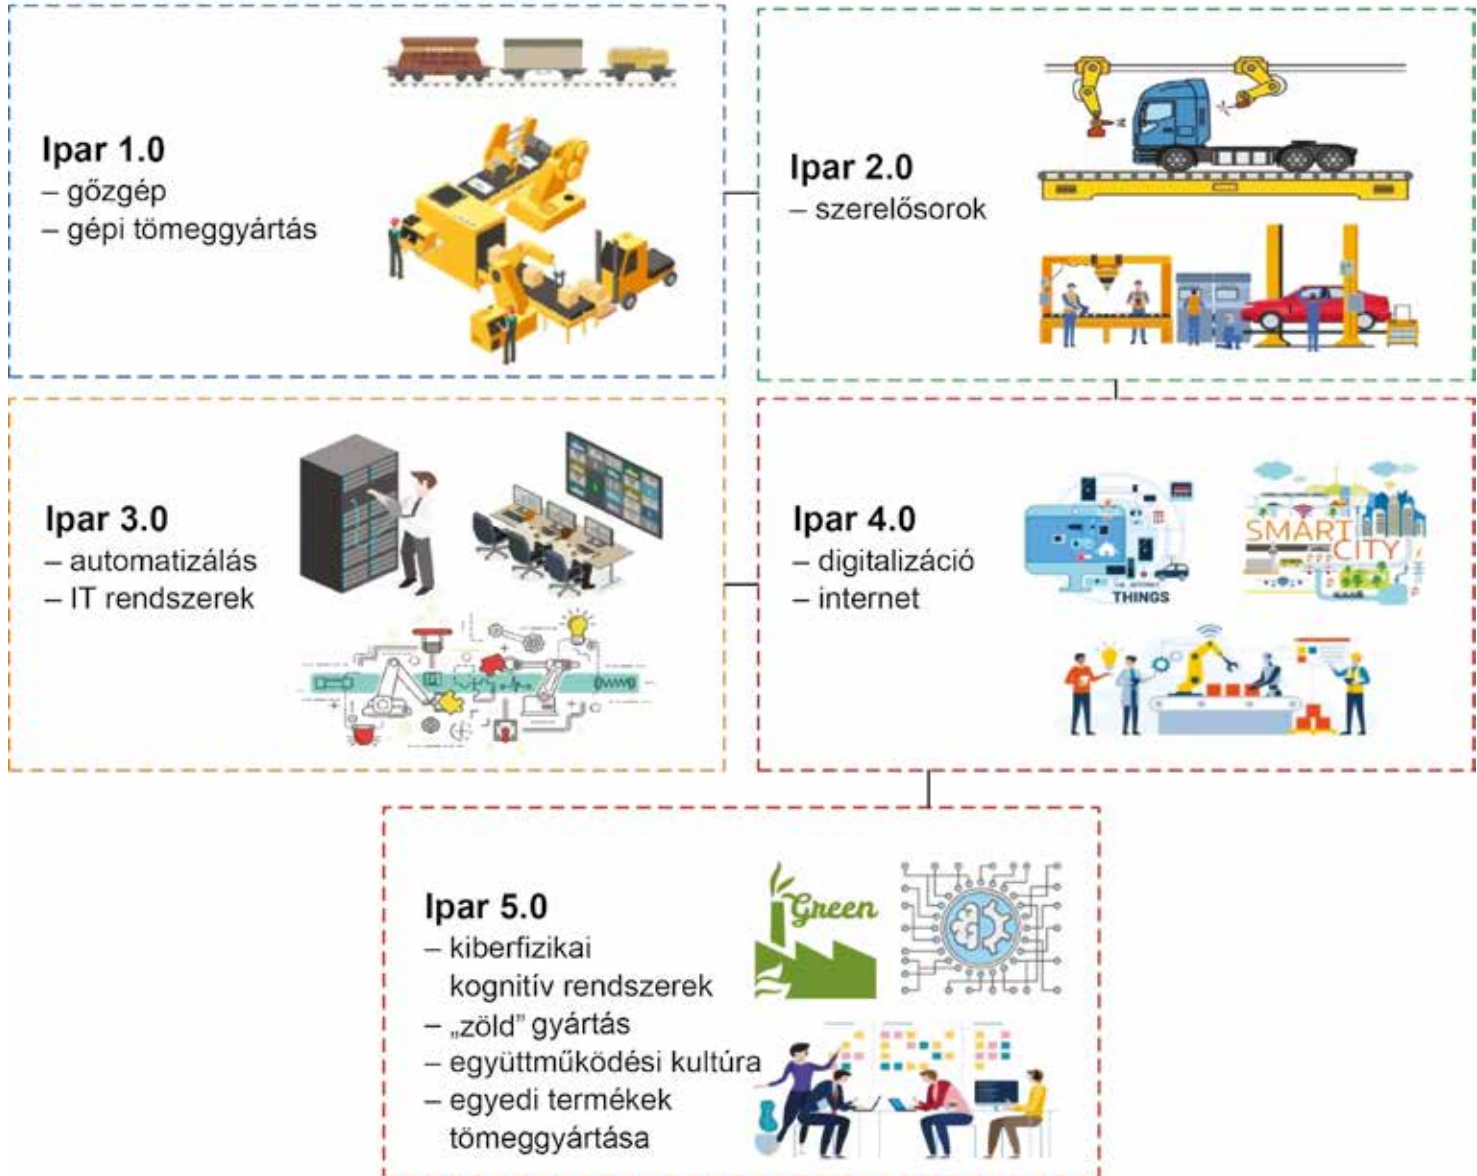 Ipar 1.0
– gőzgép
– gépi tömeggyártás
Ipar 2.0
– szerelősorok
Ipar 3.0
– automatizálás
– IT rendszerek
Ipar 4.0
– digitalizáció
– internet
THE INTERNET
THINGS
SMART
CITY
Ipar 5.0
– kiberfizikai
kognitív rendszerek
– „zöld” gyártás
– együttműködési kultúra
– egyedi termékek
tömeggyártása
Green